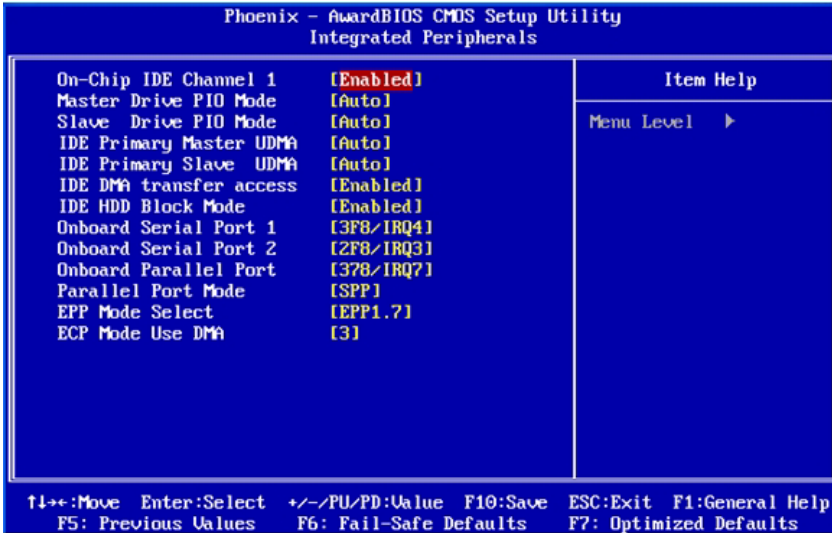 Phoenix - AwardBIOS CMOS Setup Utility
Integrated Peripherals
On-Chip IDE Channel 1 [Enabled]
Master Drive PIO Mode [Auto]
Slave Drive PIO Mode [Auto]
IDE Primary Master UDMA [Auto]
IDE Primary Slave UDMA [Auto]
IDE DMA transfer access [Enabled]
IDE HDD Block Mode [Enabled]
Onboard Serial Port 1 [3F8/IRQ4]
Onboard Serial Port 2 [2F8/IRQ3]
Onboard Parallel Port [378/IRQ7]
Parallel Port Mode [SPP]
EPP Mode Select [EPP1.7]
ECP Mode Use DMA [3]
Item Help
Menu Level ▶
↑↓→←:Move Enter:Select +/-/PU/PD:Value F10:Save ESC:Exit F1:General Help
F5: Previous Values F6: Fail-Safe Defaults F7: Optimized Defaults